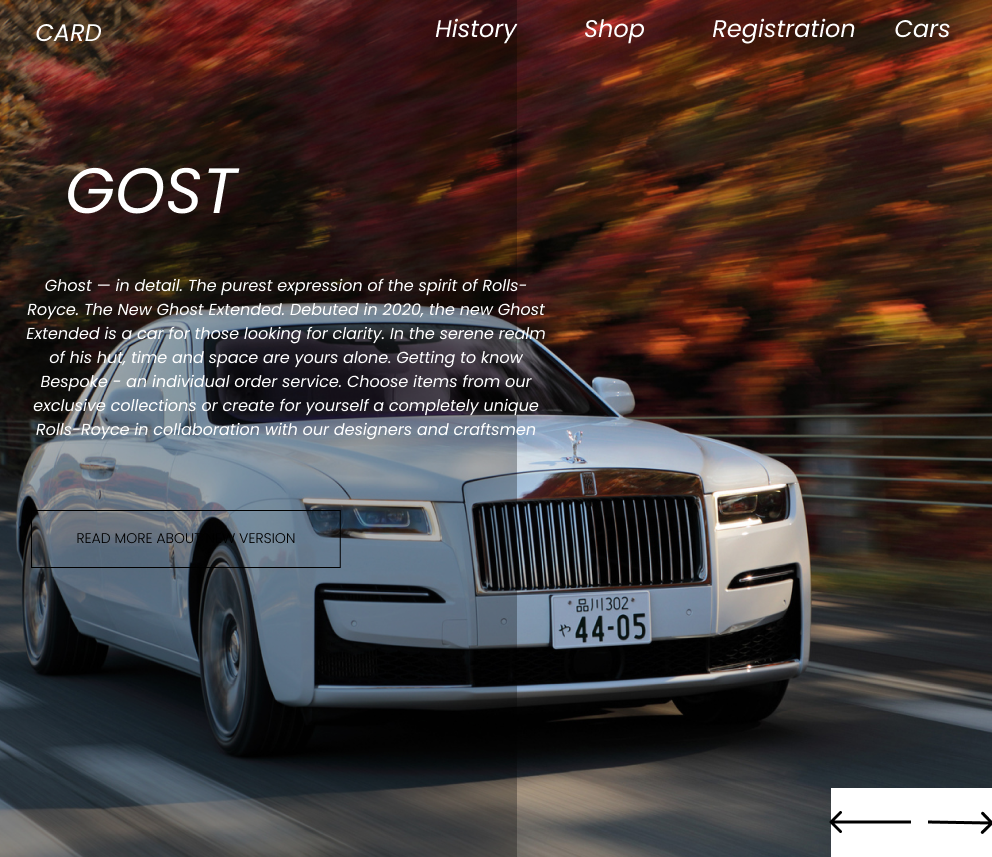 CARD
History
Shop
Registration
Cars
GOST
Ghost — in detail. The purest expression of the spirit of Rolls-
Royce. The New Ghost Extended. Debuted in 2020, the new Ghost
Extended is a car for those looking for clarity. In the serene realm
of his hut, time and space are yours alone. Getting to know
Bespoke - an individual order service. Choose items from our
exclusive collections or create for yourself a completely unique
Rolls-Royce in collaboration with our designers and craftsmen
READ MORE ABOUT VERSION
品川302
や 44-05